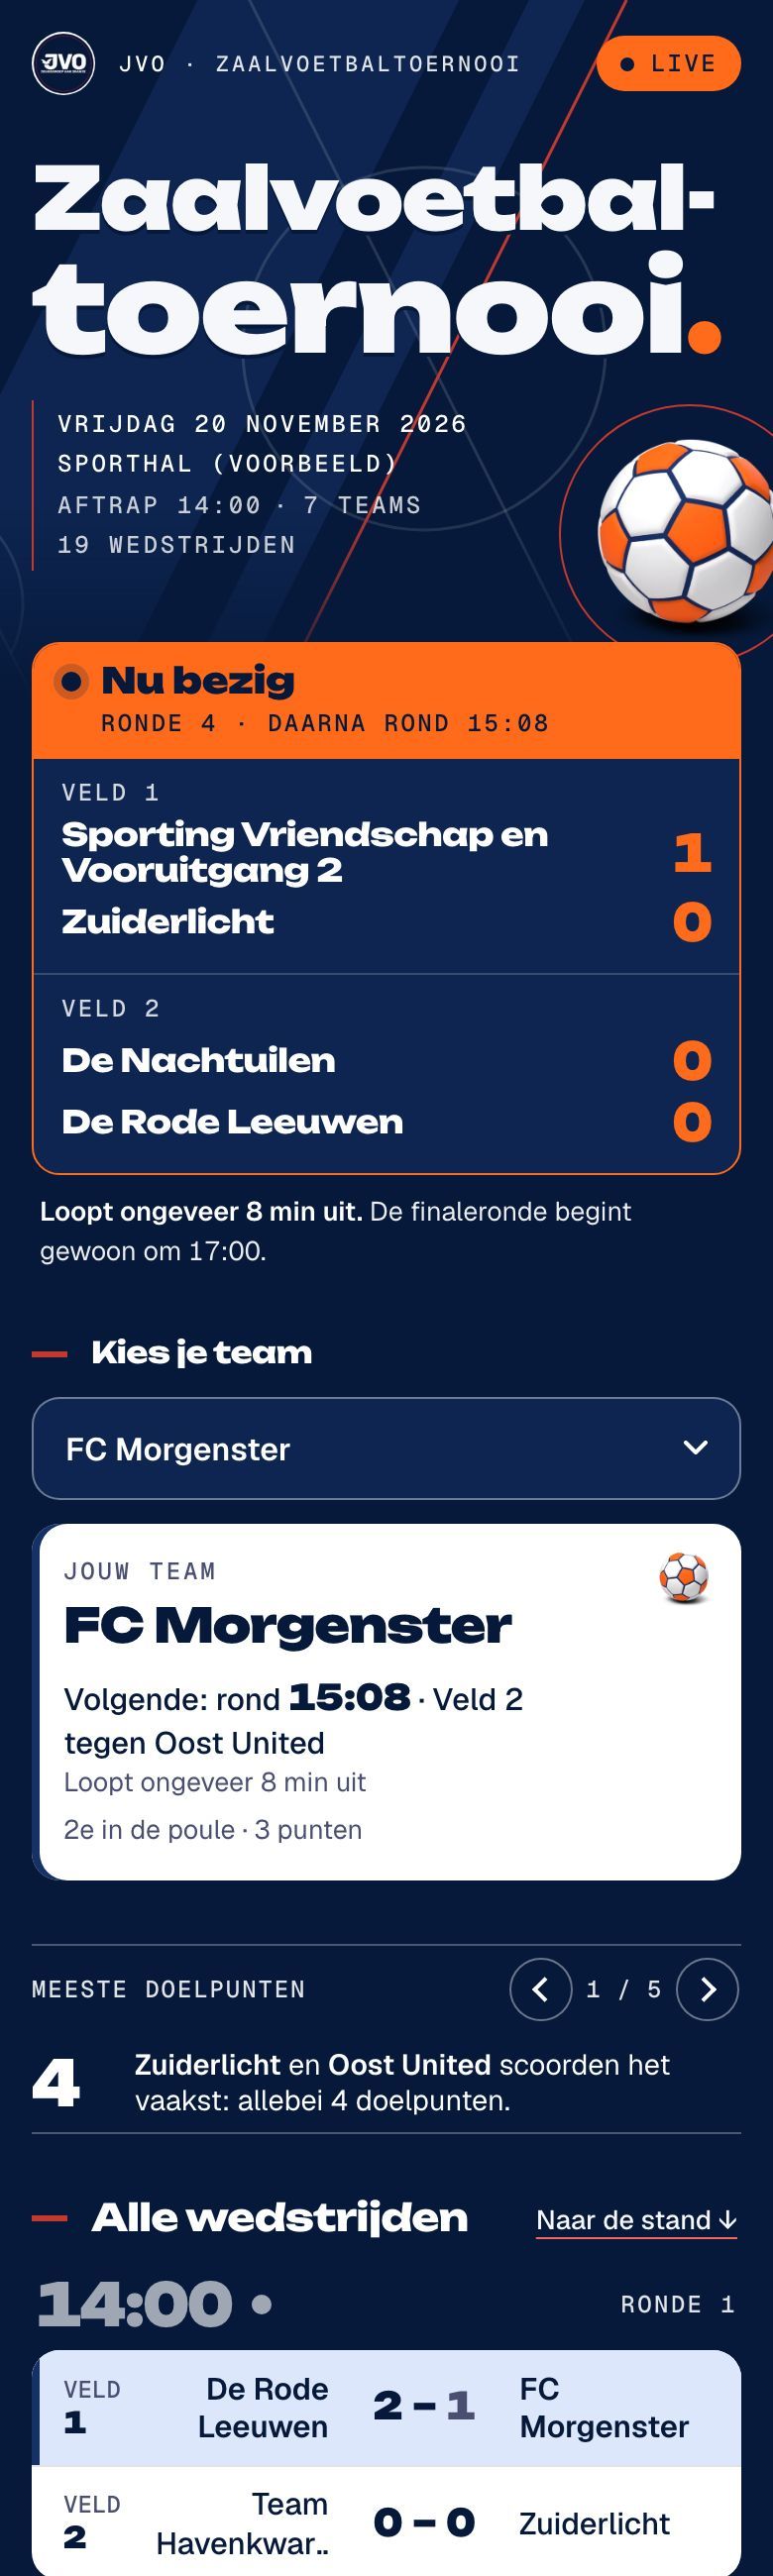 JVO
JVO · ZAALVOETBALTOERNOOI
LIVE
Zaalvoetbal-
toernooi.
VRIJDAG 20 NOVEMBER 2026
SPORTHAL (VOORBEELD)
AFTRAP 14:00 · 7 TEAMS
19 WEDSTRIJDEN
Nu bezig
RONDE 4 · DAARNA ROND 15:08
VELD 1
Sporting Vriendschap en
Vooruitgang 2
1
Zuiderlicht 0
VELD 2
De Nachtuilen 0
De Rode Leeuwen 0
Loopt ongeveer 8 min uit. De finaleronde begint
gewoon om 17:00.
Kies je team
FC Morgenster
JOUW TEAM
FC Morgenster
Volgende: rond 15:08 · Veld 2
tegen Oost United
Loopt ongeveer 8 min uit
2e in de poule · 3 punten
MEESTE DOELPUNTEN
1 / 5
4
Zuiderlicht en Oost United scoorden het
vaakst: allebei 4 doelpunten.
Alle wedstrijden
Naar de stand ↓
14:00 •
RONDE 1
VELD
1
De Rode
Leeuwen
2 – 1
FC
Morgenster
VELD
2
Team
Havenkwar..
0 – 0
Zuiderlicht